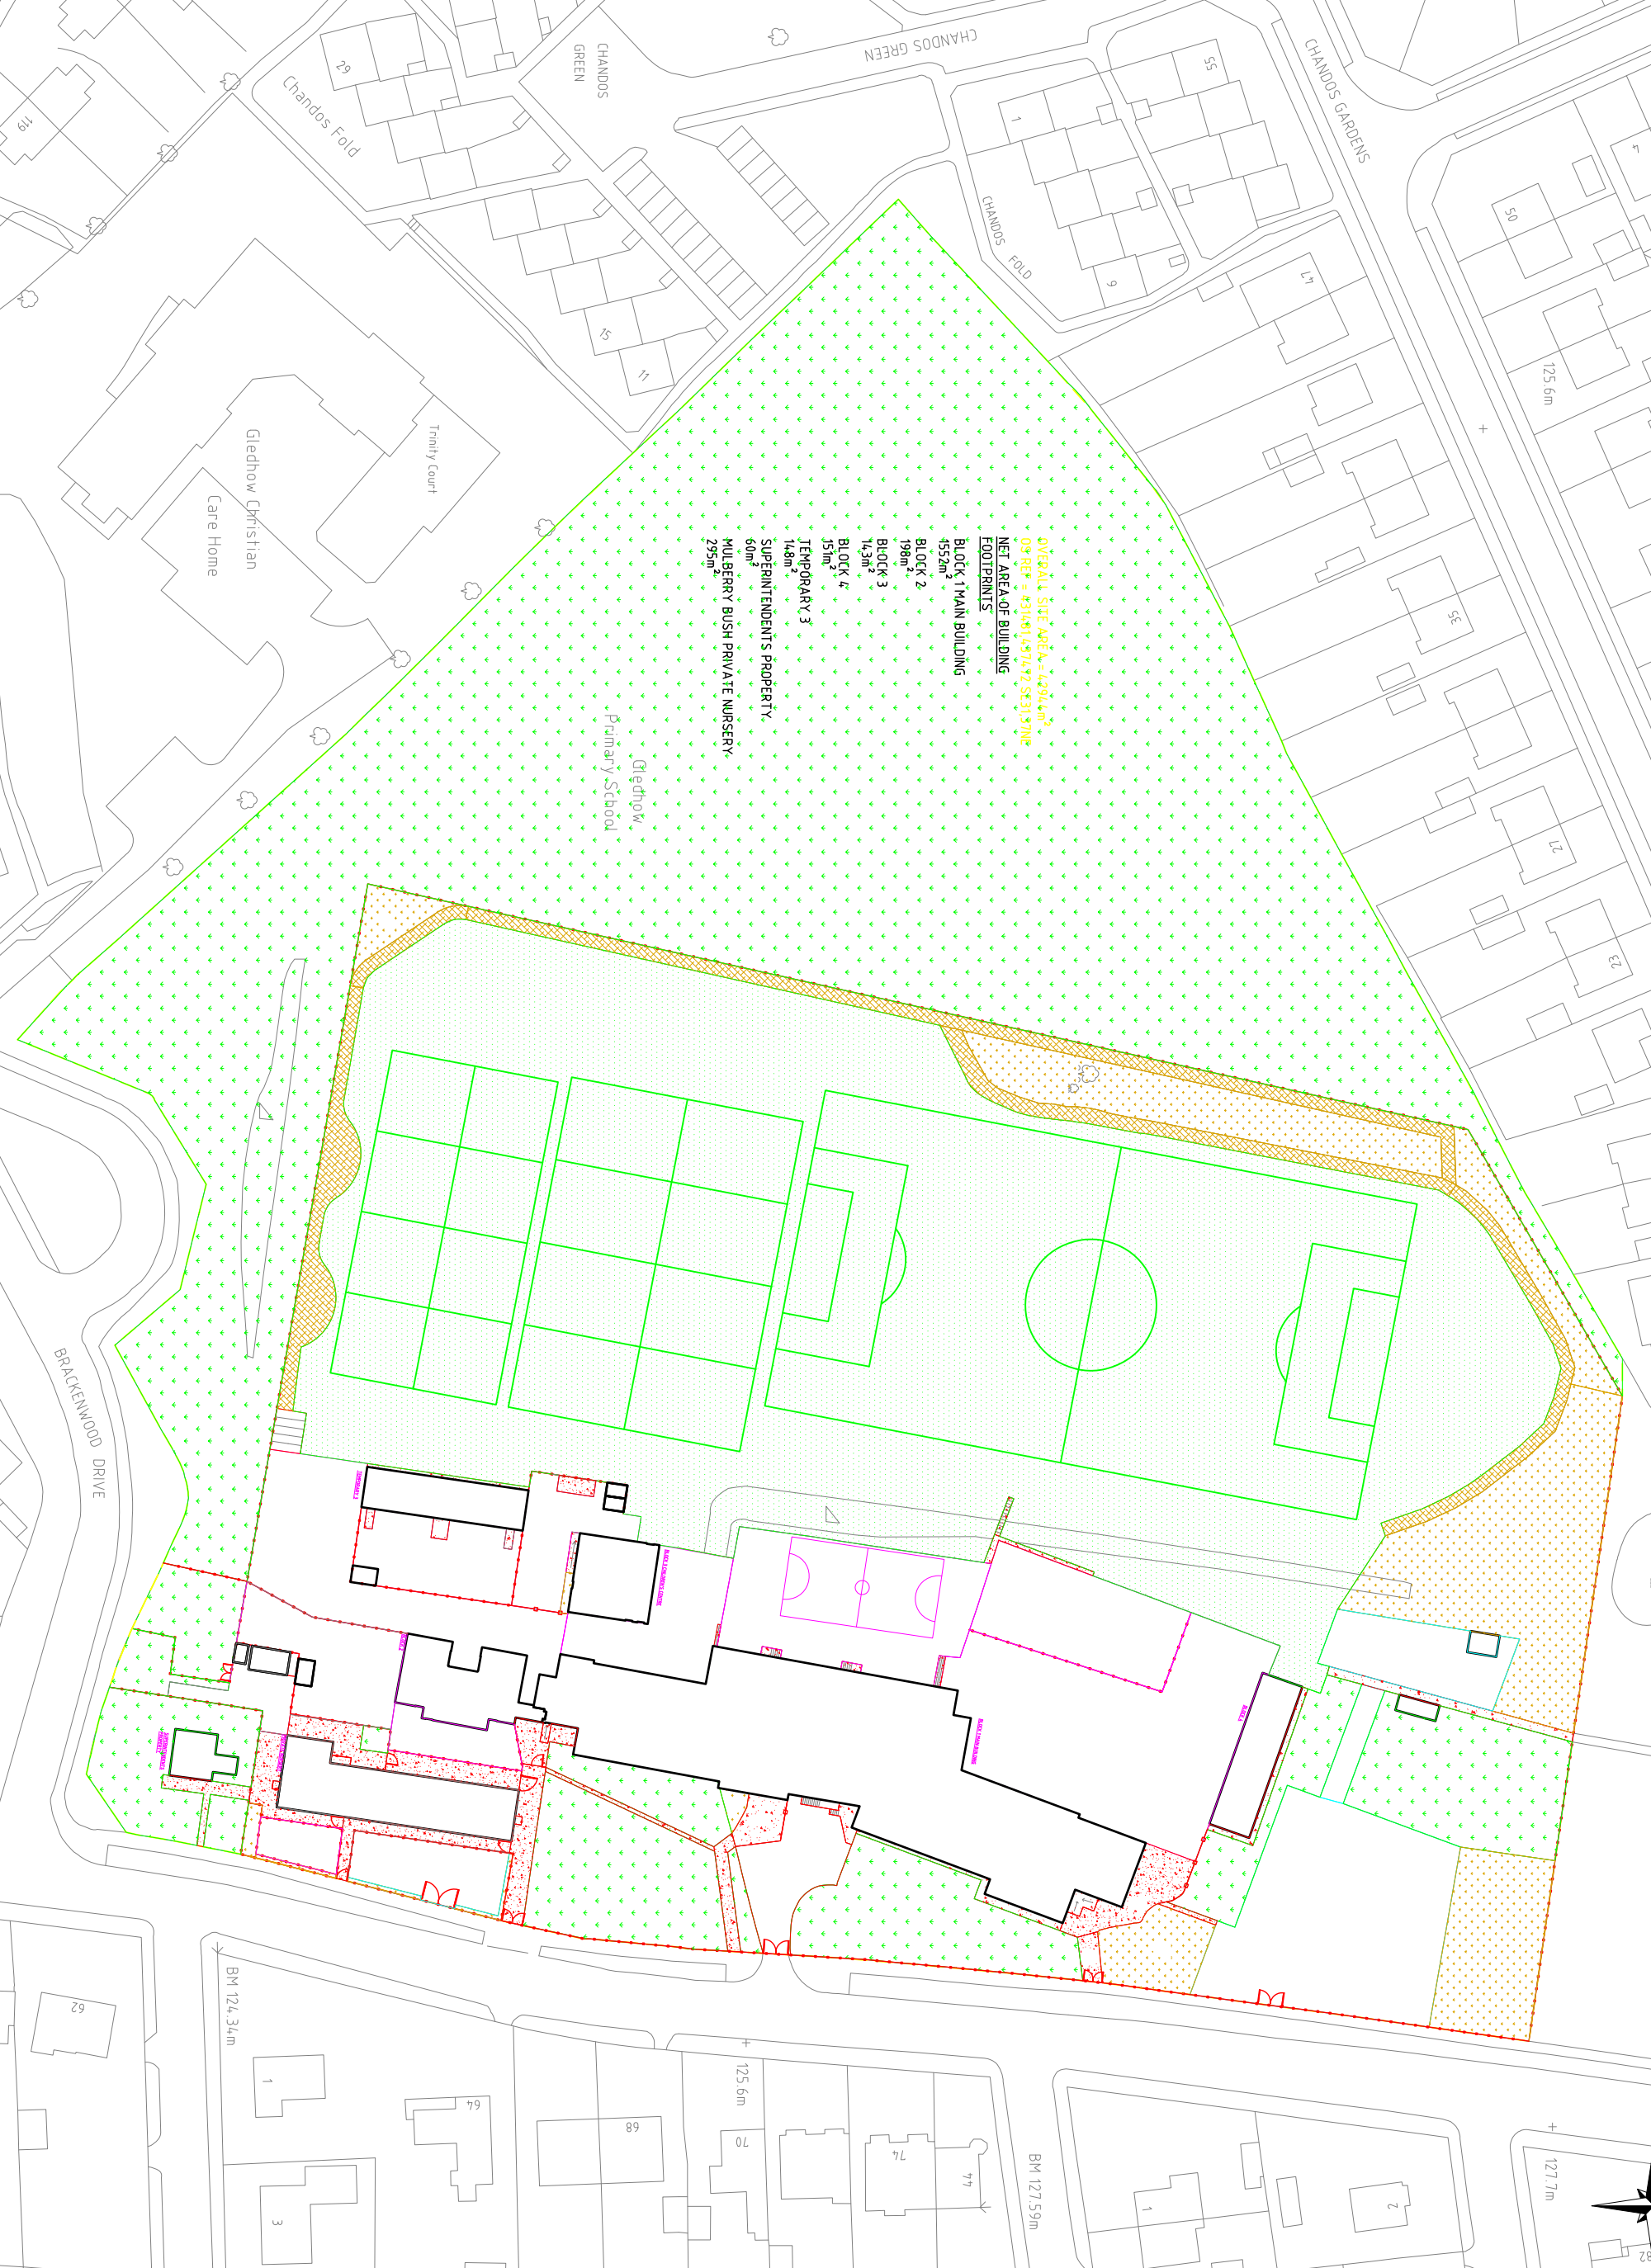 CHANDOS GREEN
CHANDOS
GREEN
CHANDOS GARDENS
Chandos Fold
CHANDOS FOLD
29
119
55
1
9
4
50
47
125.6m
15
11
35
27
23
Trinity Court
Gledhow Christian
Care Home
NET AREA OF BUILDING
FOOTPRINTS
BLOCK 1 MAIN BUILDING
1552m²
BLOCK 2
198m²
BLOCK 3
143m²
BLOCK 4
151m²
TEMPORARY 3
148m²
SUPERINTENDENTS PROPERTY
60m²
MULBERRY BUSH PRIVATE NURSERY
295m²
Gledhow
Primary School
BRACKENWOOD DRIVE
BM 124.34m
125.6m
BM 127.59m
127.7m
62
1
64
68
70
74
44
3
1
2